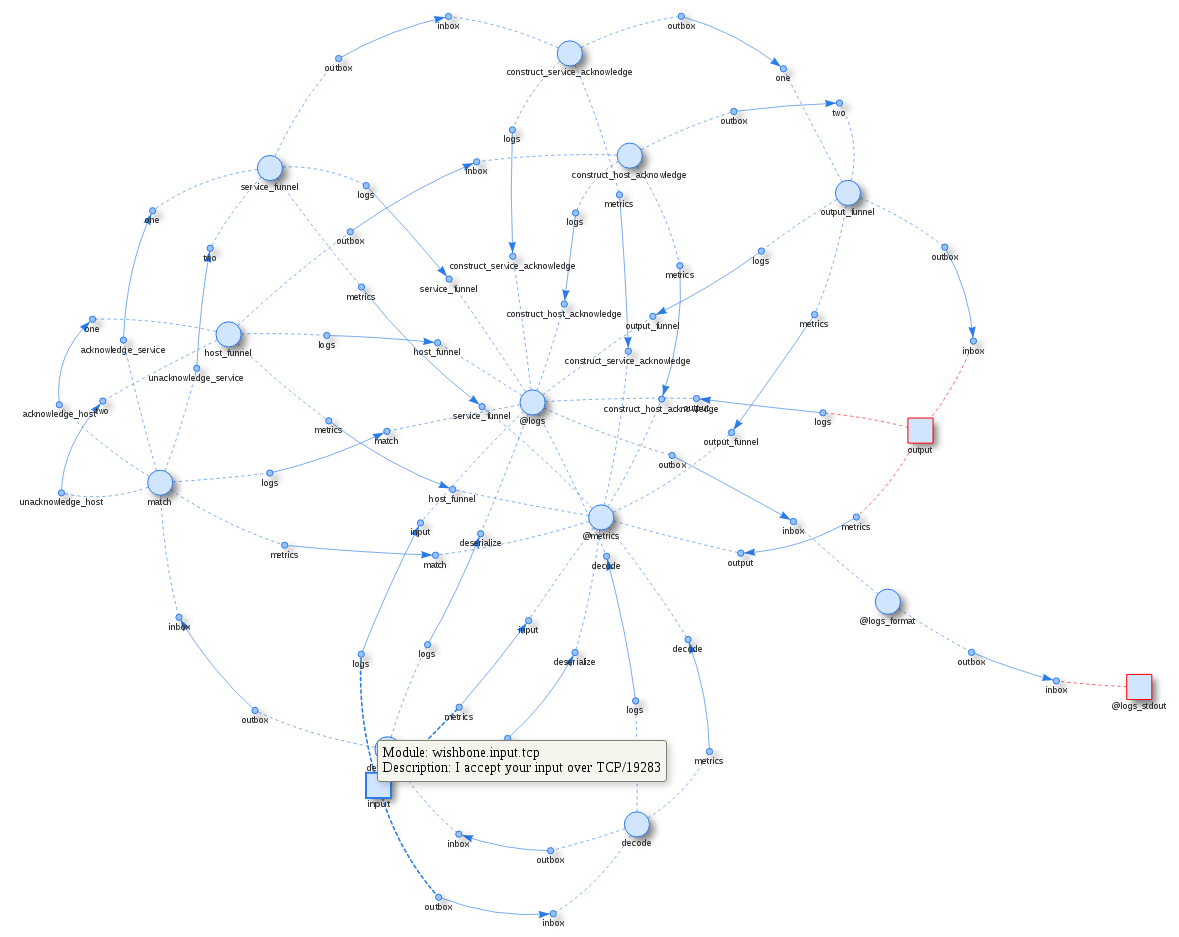 inbox
outbox
outbox
construct_service_acknowledge
one
two
outbox
logs
inbox
construct_host_acknowledge
service_funnel
logs
metrics
output_funnel
one
logs
outbox
two
outbox
logs
construct_service_acknowledge
metrics
service_funnel
metrics
construct_host_acknowledge
output_funnel
metrics
one
logs
host_funnel
host_funnel
acknowledge_service
inbox
construct_service_acknowledge
unacknowledge_service
acknowledge_host
two
service_funnel
construct_host_acknowledge
output
logs
@logs
metrics
match
output_funnel
output
outbox
logs
unacknowledge_host
match
host_funnel
input
inbox
metrics
@metrics
deserialize
metrics
match
decode
output
inbox
input
@logs_format
logs
logs
deserialize
decode
outbox
inbox
@logs_stdout
outbox
metrics
logs
Module: wishbone.input.tcp
Description: I accept your input over TCP/19283
metrics
input
inbox
decode
outbox
outbox
inbox